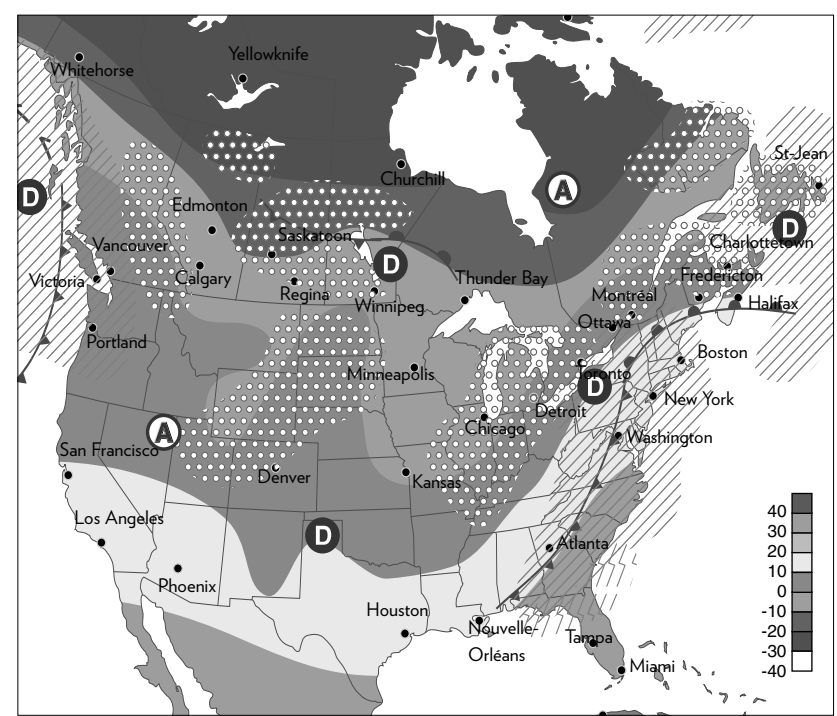 Yellowknife
Whitehorse
St-Jean
Churchill
A
D
Edmonton
D
Saskatoon
Charlottetown
Vancouver
D
Calgary
Thunder Bay
Fredericton
Victoria
Regina
Montréal
Winnipeg
Halifax
Ottawa
Portland
Boston
Minneapolis
Toronto
D
New York
Detroit
A
Chicago
Washington
San Francisco
Denver
Kansas
Los Angeles
D
Atlanta
Phoenix
Houston
Nouvelle-
Orléans
Tampa
Miami
40
30
20
10
0
-10
-20
-30
-40